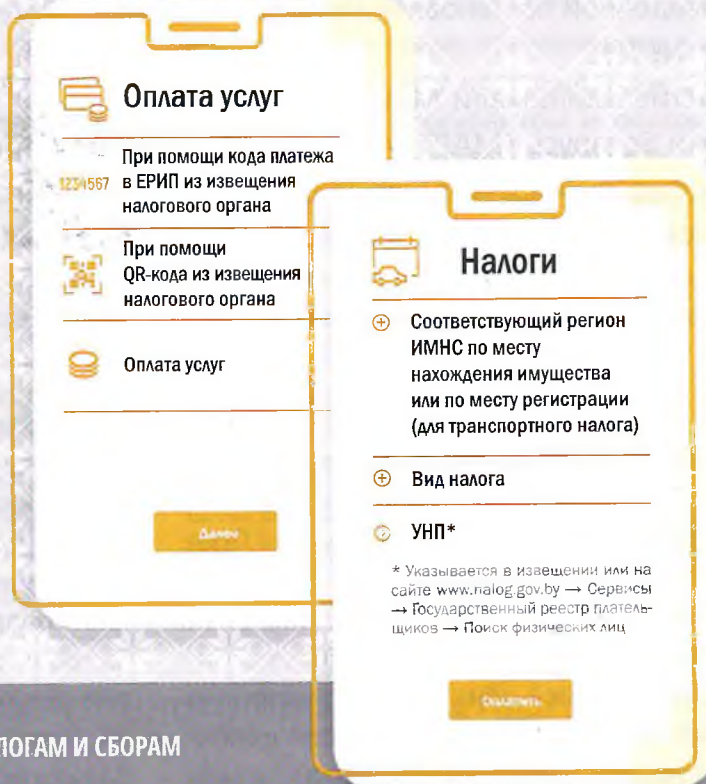 Оплата услуг
При помощи кода платежа
1234567 в ЕРИП из извещения
налогового органа
При помощи
QR-кода из извещения
налогового органа
Оплата услуг
Далее
Налоги
Соответствующий регион
ИМНС по месту
нахождения имущества
или по месту регистрации
(для транспортного налога)
Вид налога
УНП*
* Указывается в извещении или на
сайте www.nalog.gov.by → Сервисы
→ Государственный реестр платель-
щиков → Поиск физических лиц
Оплатить
ЛОГАМ И СБОРАМ